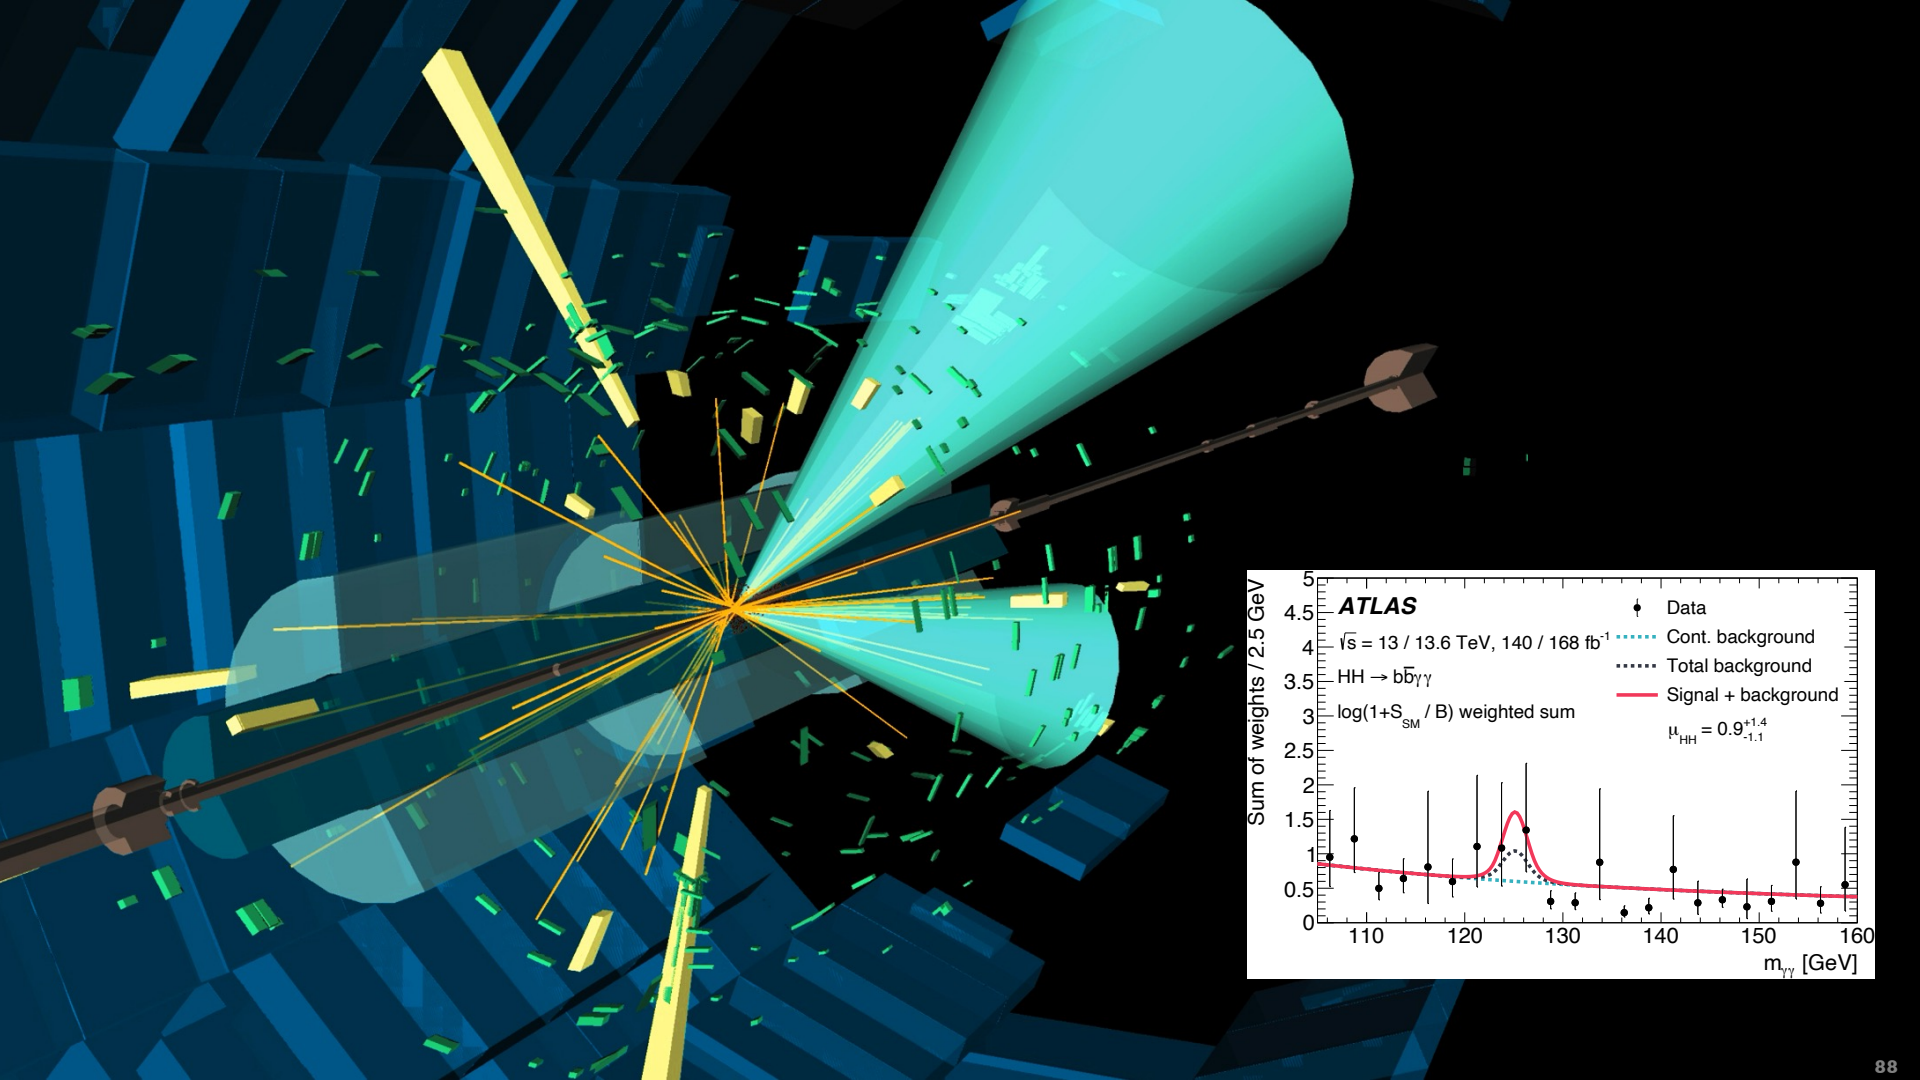 Sum of weights / 2.5 GeV
5
4.5
4
3.5
3
2.5
2
1.5
1
0.5
0
ATLAS
√s = 13 / 13.6 TeV, 140 / 168 fb⁻¹
HH → bb̅γγ
log(1+S_SM / B) weighted sum
Data
Cont. background
Total background
Signal + background
μ_HH = 0.9 +1.4 -1.1
110 120 130 140 150 160
m_γγ [GeV]
88